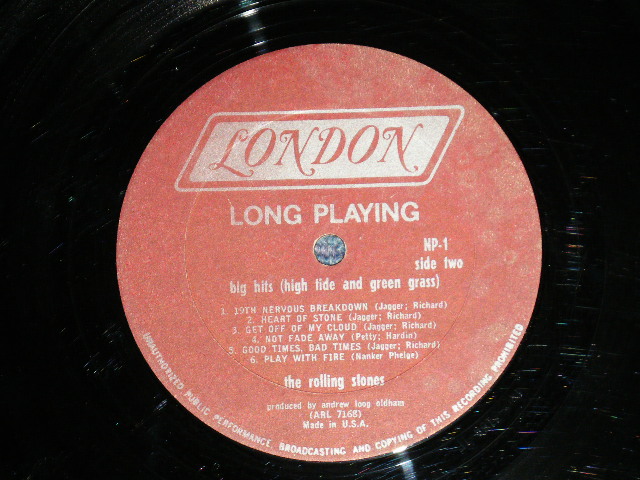 LONDON
LONG PLAYING
NP-1
side two
big hits (high tide and green grass)
1. 19TH NERVOUS BREAKDOWN (Jagger; Richard)
2. HEART OF STONE (Jagger; Richard)
3. GET OFF OF MY CLOUD (Jagger; Richard)
4. NOT FADE AWAY (Petty; Hardin)
5. GOOD TIMES, BAD TIMES (Jagger; Richard)
6. PLAY WITH FIRE (Nanker Phelge)
the rolling stones
produced by andrew loog oldham
(ARL 7168)
Made in U.S.A.
UNAUTHORIZED PUBLIC PERFORMANCE, BROADCASTING AND COPYING OF THIS RECORDING PROHIBITED